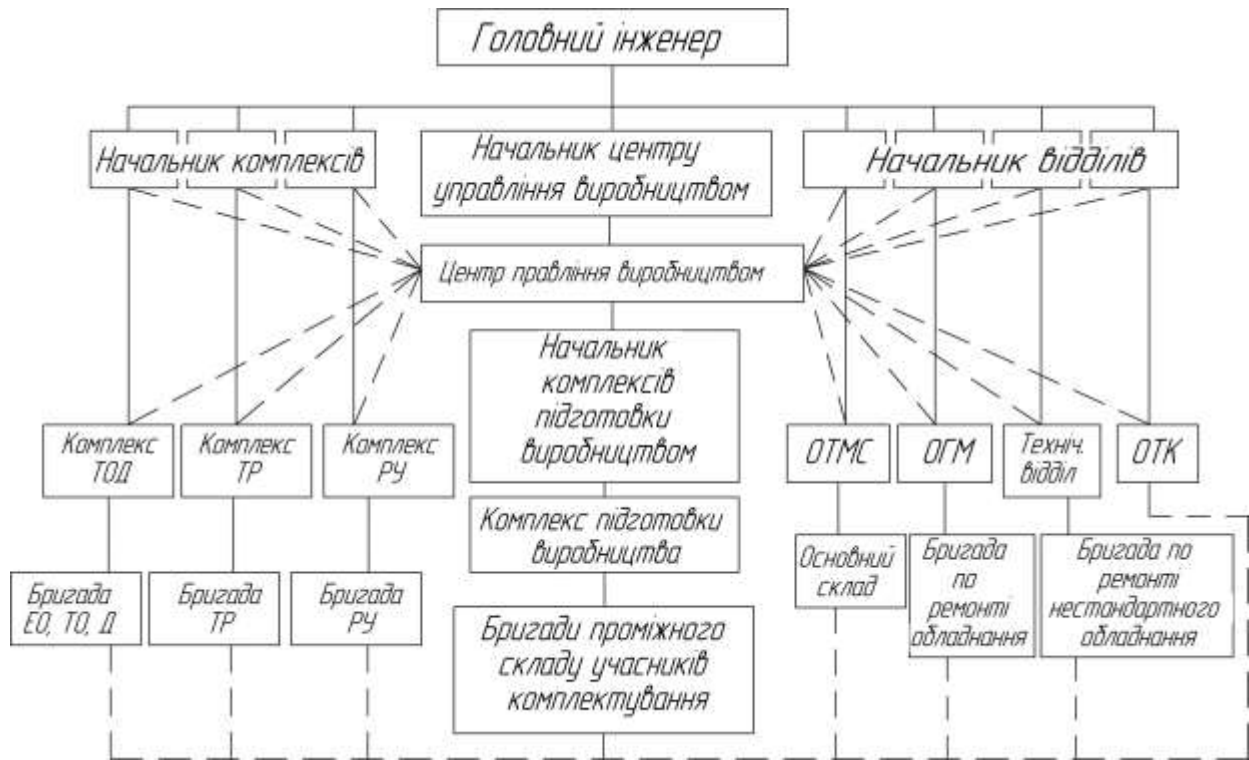 Головний інженер
Начальник комплексів
Начальник центру
управління виробництвом
Начальник відділів
Центр правління виробництвом
Начальник
комплексів
підготовки
виробництвом
Комплекс
ТОД
Комплекс
ТР
Комплекс
РУ
ОТМС
ОГМ
Техніч.
відділ
ОТК
Комплекс підготовки
виробництва
Бригада
ЕО, ТО, Д
Бригада
ТР
Бригада
РУ
Бригади проміжного
складу учасників
комплектування
Основний
склад
Бригада
по
ремонті
обладнання
Бригада по
ремонті
нестандартного
обладнання